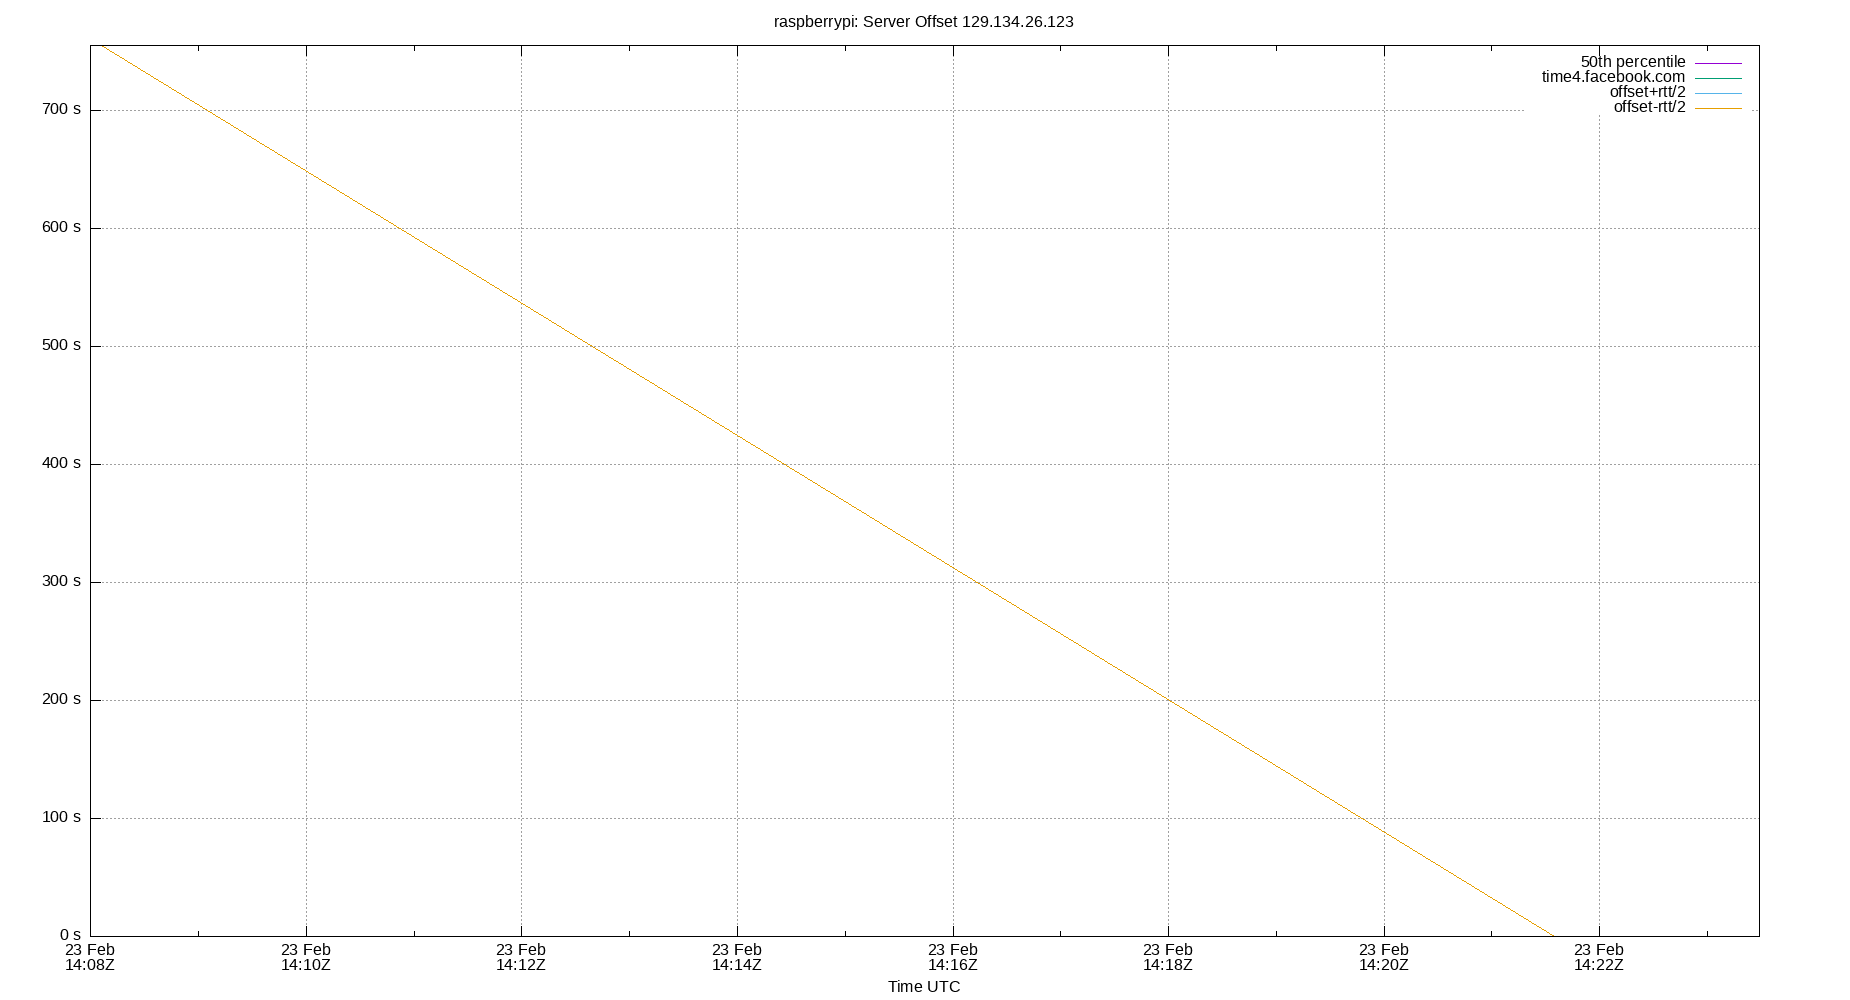 raspberrypi: Server Offset 129.134.26.123
50th percentile
time4.facebook.com
offset+rtt/2
offset-rtt/2
700 s
600 s
500 s
400 s
300 s
200 s
100 s
0 s
23 Feb 23 Feb 23 Feb 23 Feb 23 Feb 23 Feb 23 Feb 23 Feb
14:08Z 14:10Z 14:12Z 14:14Z 14:16Z 14:18Z 14:20Z 14:22Z
Time UTC